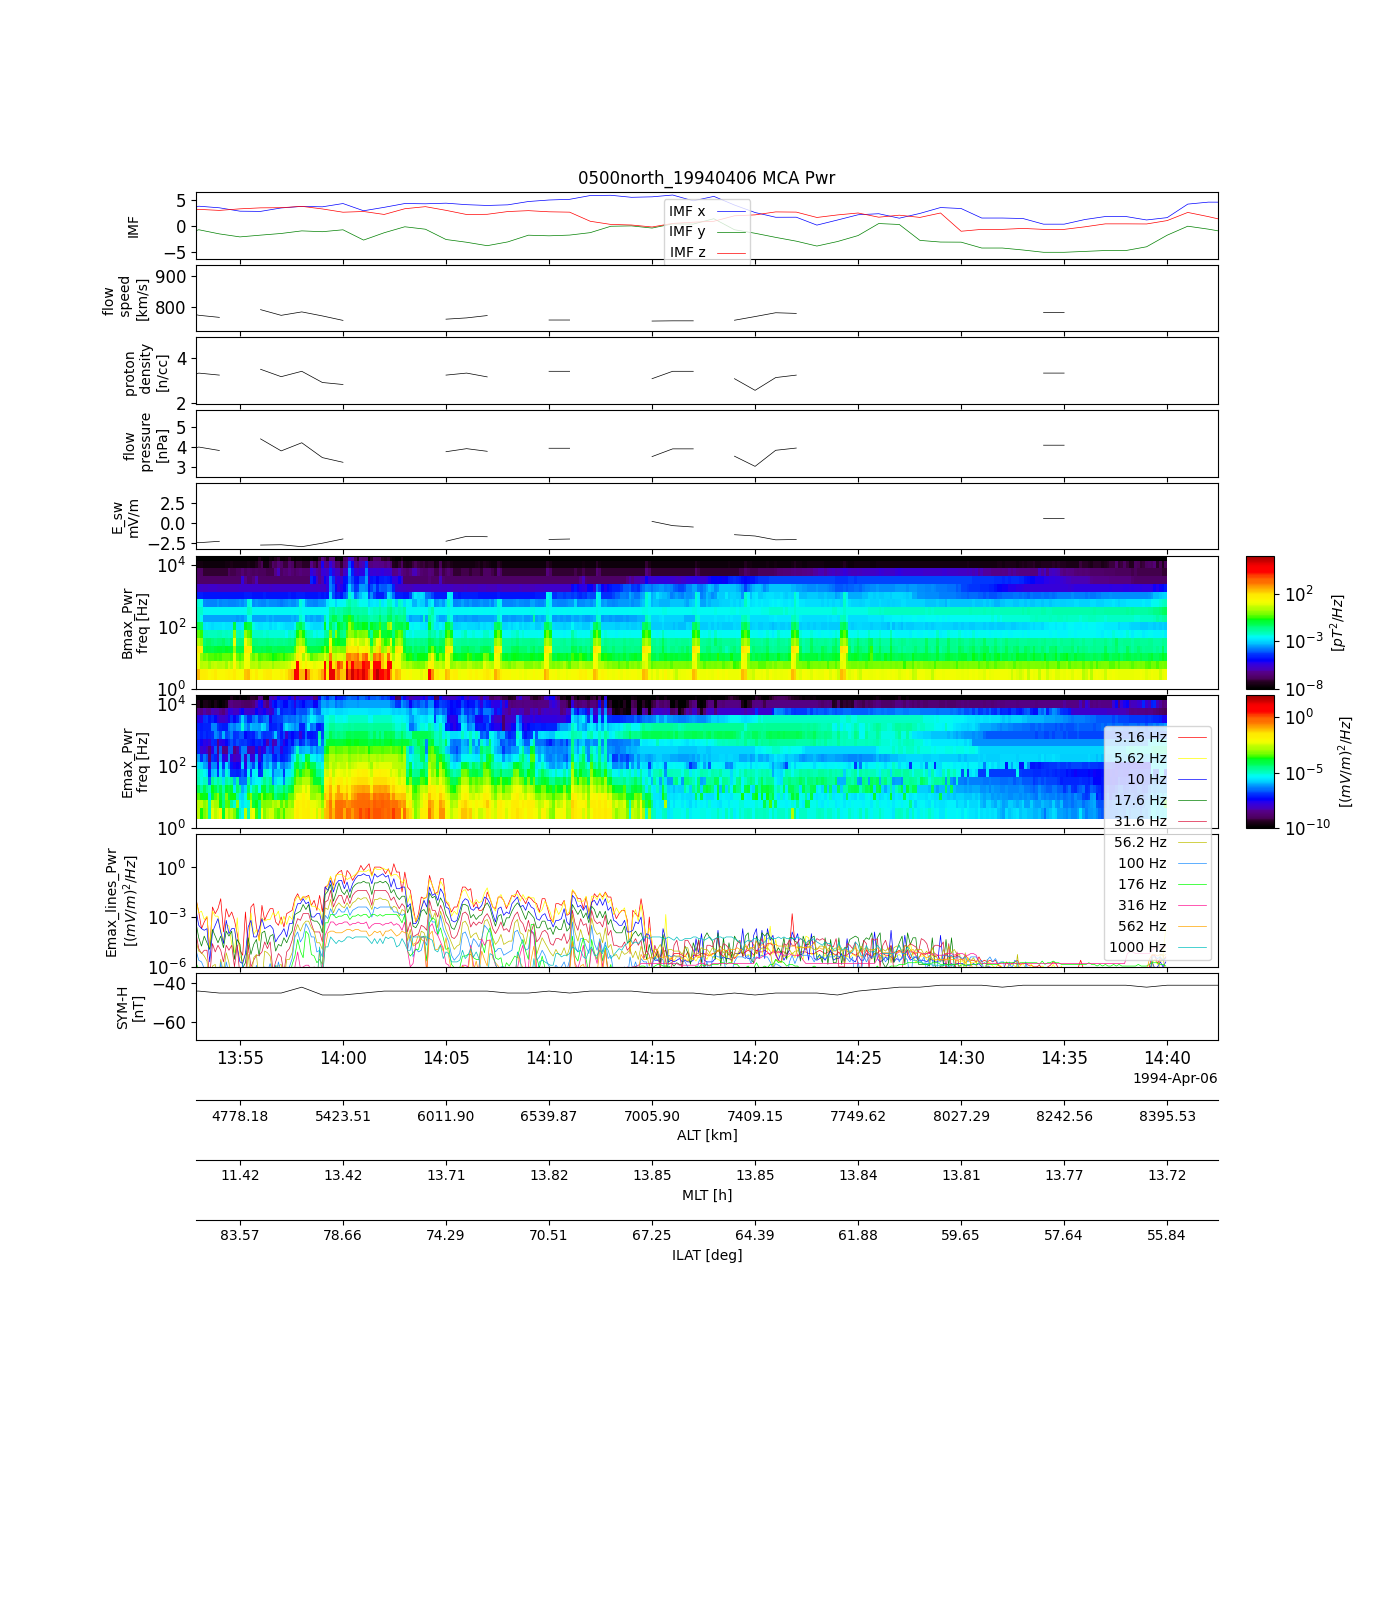 0500north_19940406 MCA Pwr
IMF
5
0
−5
IMF x
IMF y
IMF z
flow
speed
[km/s]
900
800
proton
density
[n/cc]
4
2
flow
pressure
[nPa]
5
4
3
E_sw
mV/m
2.5
0.0
−2.5
Bmax_Pwr
freq [Hz]
10^4
10^2
10^0
10^2
10^−3
10^−8
[pT^2/Hz]
Emax_Pwr
freq [Hz]
10^4
10^2
10^0
10^0
10^−5
10^−10
[(mV/m)^2/Hz]
3.16 Hz
5.62 Hz
10 Hz
17.6 Hz
31.6 Hz
56.2 Hz
100 Hz
176 Hz
316 Hz
562 Hz
1000 Hz
Emax_lines_Pwr
[(mV/m)^2/Hz]
10^0
10^−3
10^−6
SYM-H
[nT]
−40
−60
13:55 14:00 14:05 14:10 14:15 14:20 14:25 14:30 14:35 14:40
1994-Apr-06
4778.18 5423.51 6011.90 6539.87 7005.90 7409.15 7749.62 8027.29 8242.56 8395.53
ALT [km]
11.42 13.42 13.71 13.82 13.85 13.85 13.84 13.81 13.77 13.72
MLT [h]
83.57 78.66 74.29 70.51 67.25 64.39 61.88 59.65 57.64 55.84
ILAT [deg]